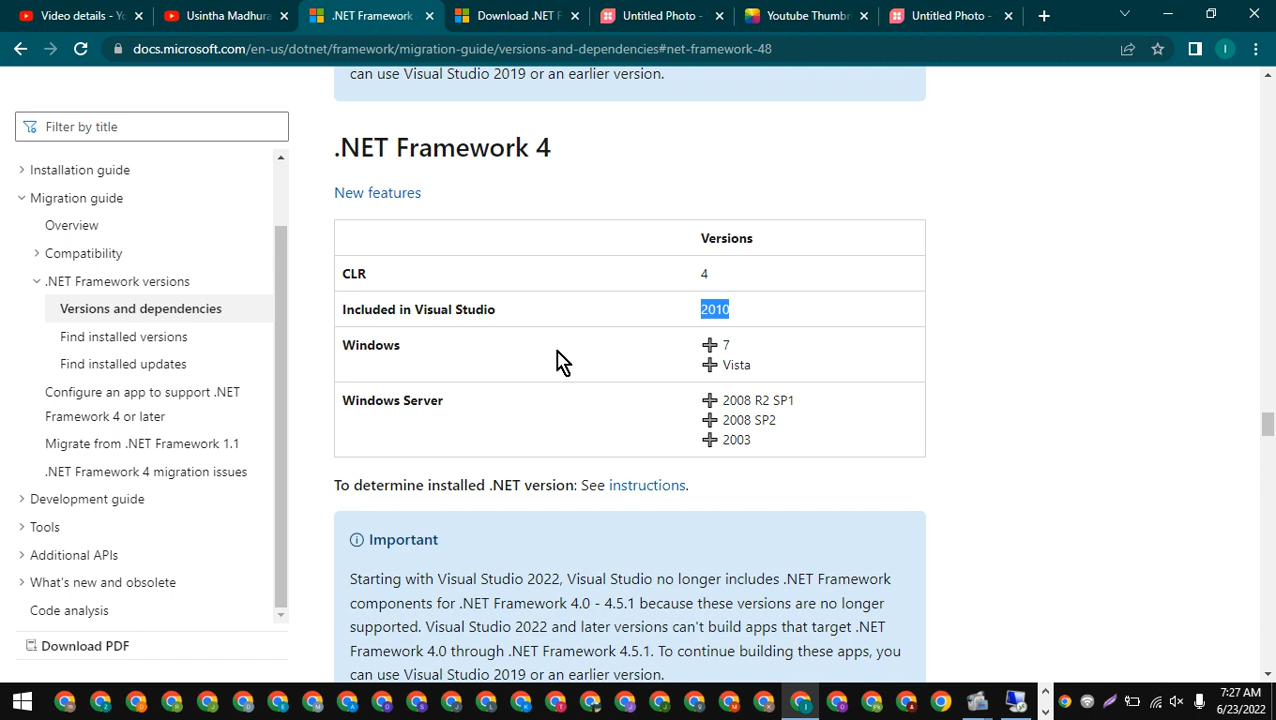 Video details - Yo
Usintha Madhura
.NET Framework
Download .NET F
Untitled Photo -
Youtube Thumbn
Untitled Photo -
docs.microsoft.com/en-us/dotnet/framework/migration-guide/versions-and-dependencies#net-framework-48
I
can use Visual Studio 2019 or an earlier version.
Filter by title
Installation guide
Migration guide
Overview
Compatibility
.NET Framework versions
Versions and dependencies
Find installed versions
Find installed updates
Configure an app to support .NET
Framework 4 or later
Migrate from .NET Framework 1.1
.NET Framework 4 migration issues
Development guide
Tools
Additional APIs
What's new and obsolete
Code analysis
Download PDF
.NET Framework 4
New features
Versions
CLR 4
Included in Visual Studio 2010
Windows ➕ 7
➕ Vista
Windows Server ➕ 2008 R2 SP1
➕ 2008 SP2
➕ 2003
To determine installed .NET version: See instructions.
Important
Starting with Visual Studio 2022, Visual Studio no longer includes .NET Framework
components for .NET Framework 4.0 - 4.5.1 because these versions are no longer
supported. Visual Studio 2022 and later versions can't build apps that target .NET
Framework 4.0 through .NET Framework 4.5.1. To continue building these apps, you
can use Visual Studio 2019 or an earlier version.
7:27 AM
6/23/2022